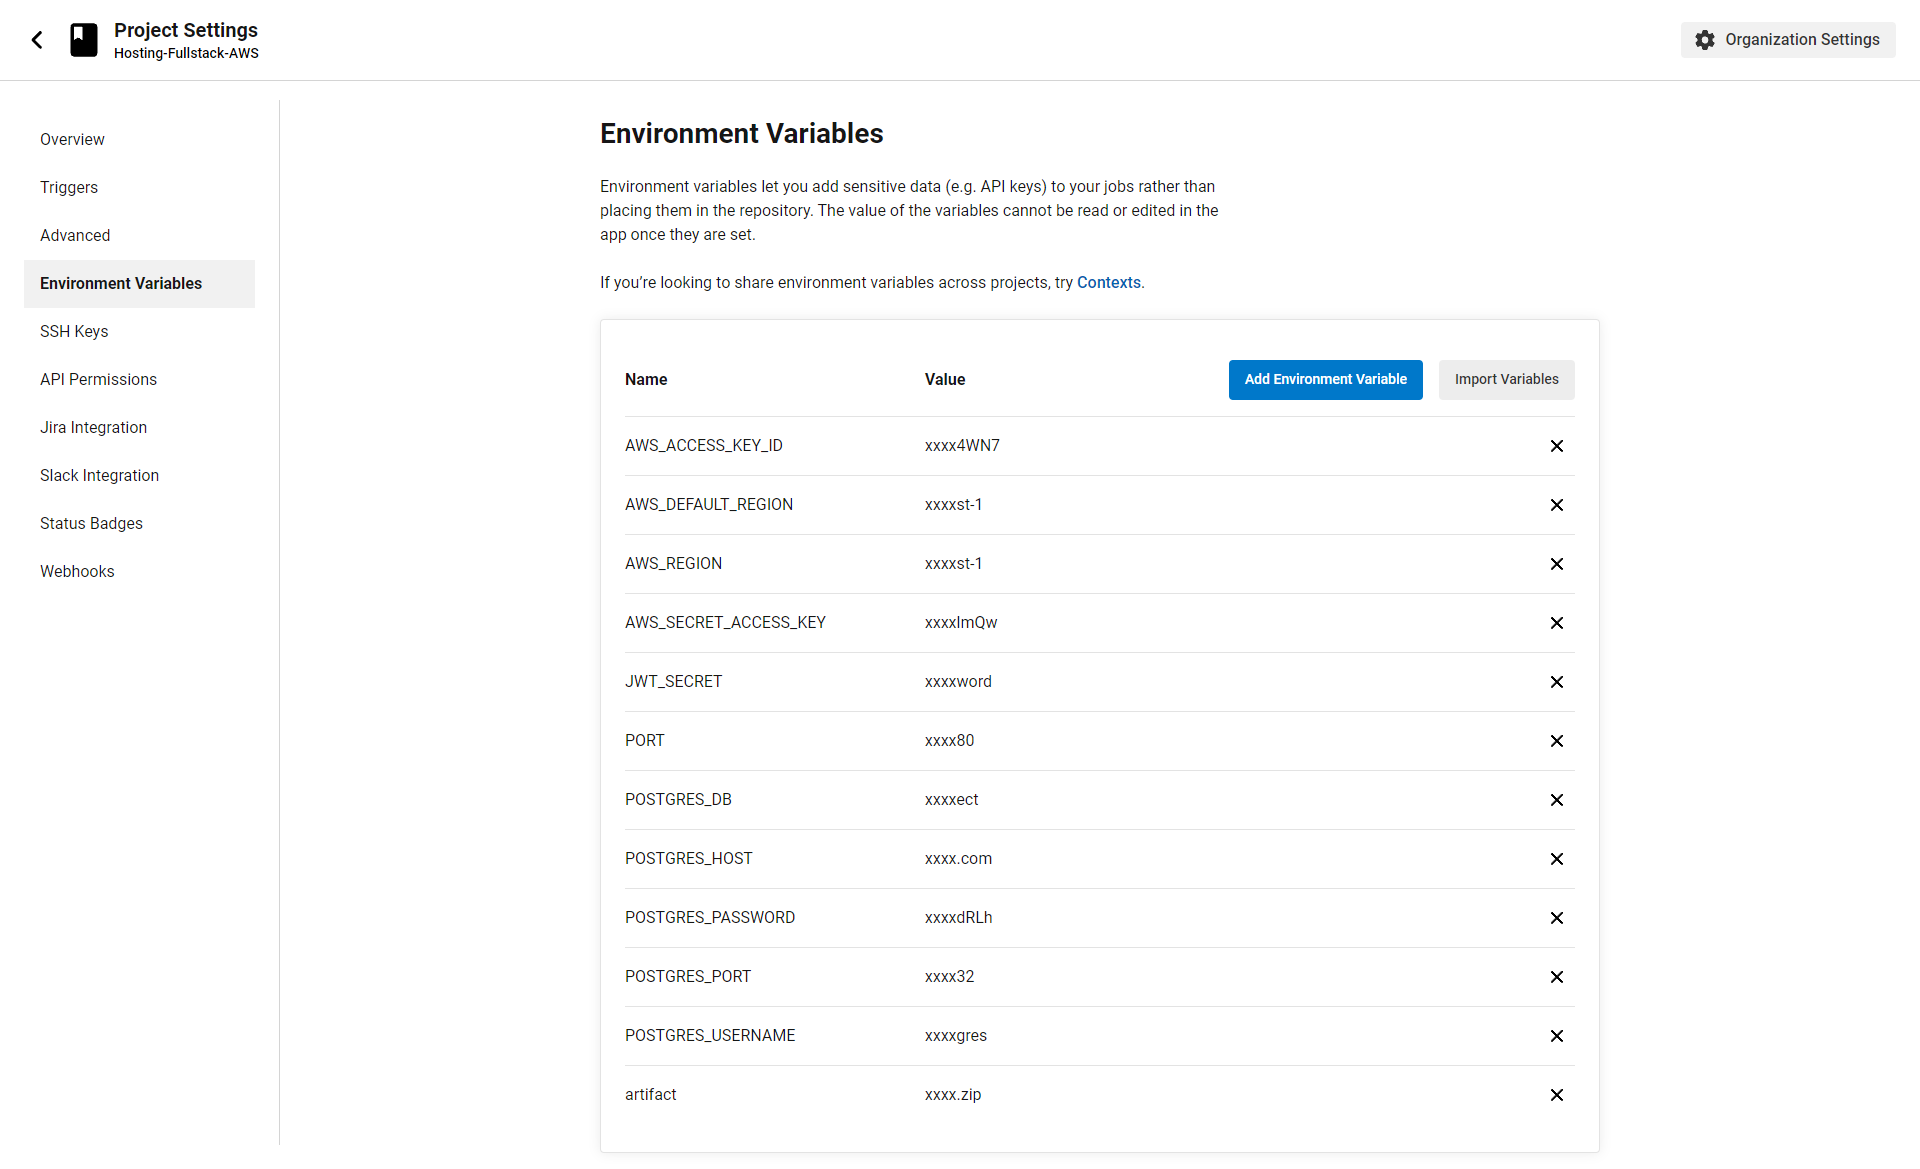 Project Settings
Hosting-Fullstack-AWS
Organization Settings
Overview
Triggers
Advanced
Environment Variables
SSH Keys
API Permissions
Jira Integration
Slack Integration
Status Badges
Webhooks
Environment Variables
Environment variables let you add sensitive data (e.g. API keys) to your jobs rather than
placing them in the repository. The value of the variables cannot be read or edited in the
app once they are set.
If you’re looking to share environment variables across projects, try Contexts.
Name Value Add Environment Variable Import Variables
AWS_ACCESS_KEY_ID xxxx4WN7
AWS_DEFAULT_REGION xxxxst-1
AWS_REGION xxxxst-1
AWS_SECRET_ACCESS_KEY xxxxlmQw
JWT_SECRET xxxxword
PORT xxxx80
POSTGRES_DB xxxxect
POSTGRES_HOST xxxx.com
POSTGRES_PASSWORD xxxxdRLh
POSTGRES_PORT xxxx32
POSTGRES_USERNAME xxxxgres
artifact xxxx.zip